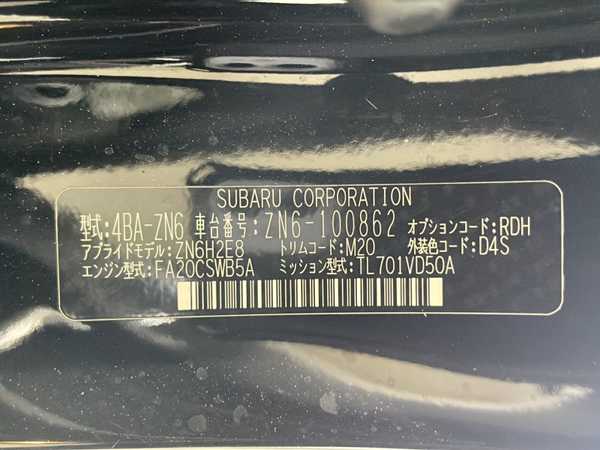 SUBARU CORPORATION
型式:4BA-ZN6 車台番号:ZN6-100862 オプションコード:RDH
アプライドモデル:ZN6H2E8 トリムコード:M20 外装色コード:D4S
エンジン型式:FA20CSWB5A ミッション型式:TL701VD50A